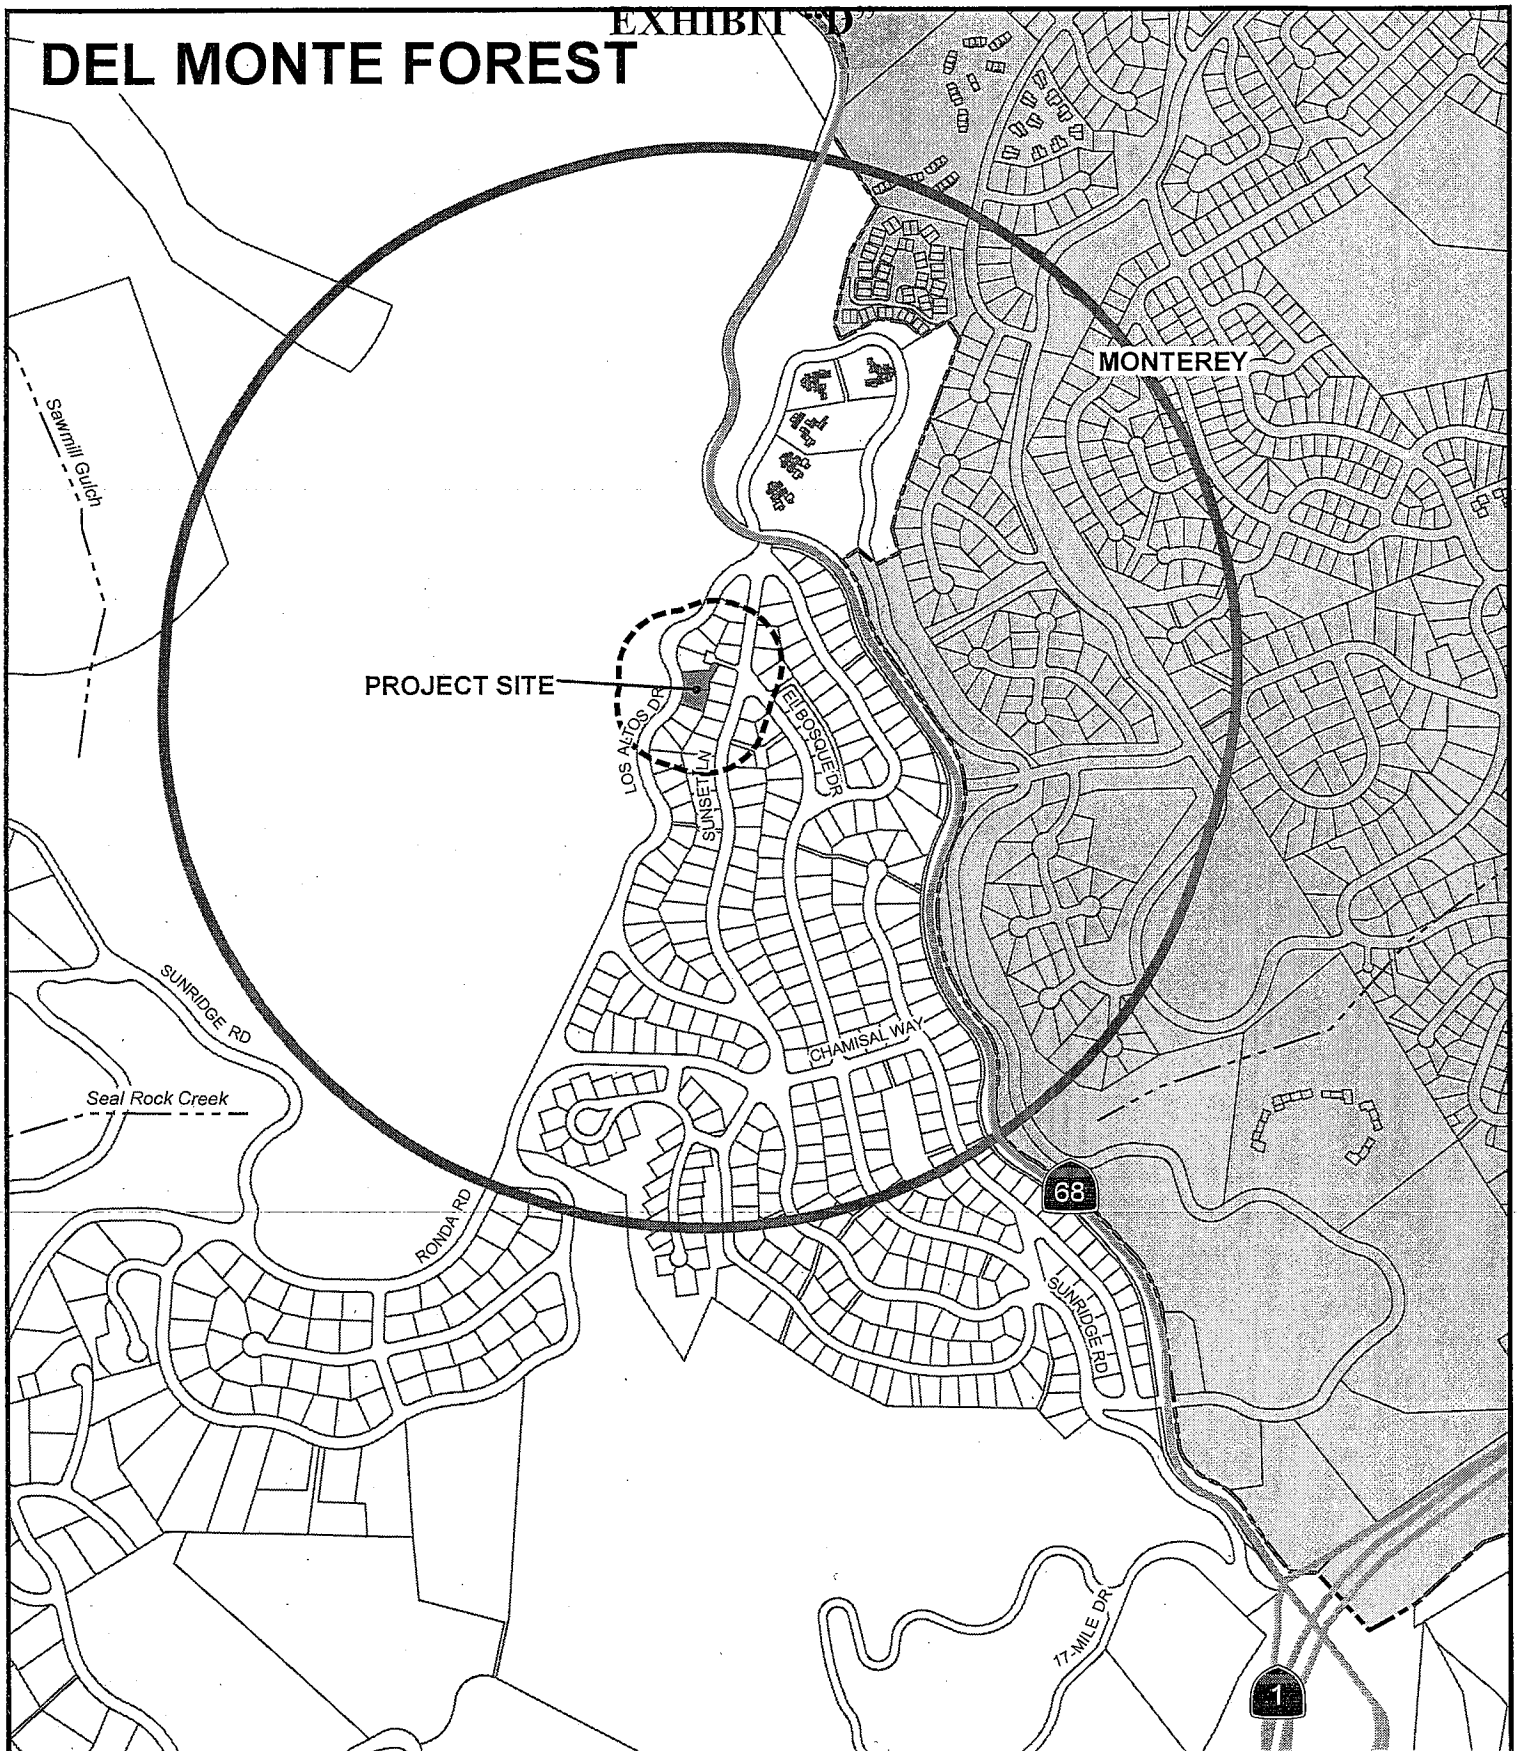 EXHIBIT “D”
DEL MONTE FOREST
MONTEREY
Sawmill Gulch
PROJECT SITE
LOS ALTOS DR
EL BOSQUE DR
SUNSET LN
SUNRIDGE RD
CHAMISAL WAY
Seal Rock Creek
68
RONDA RD
SUNRIDGE RD
17-MILE DR
1